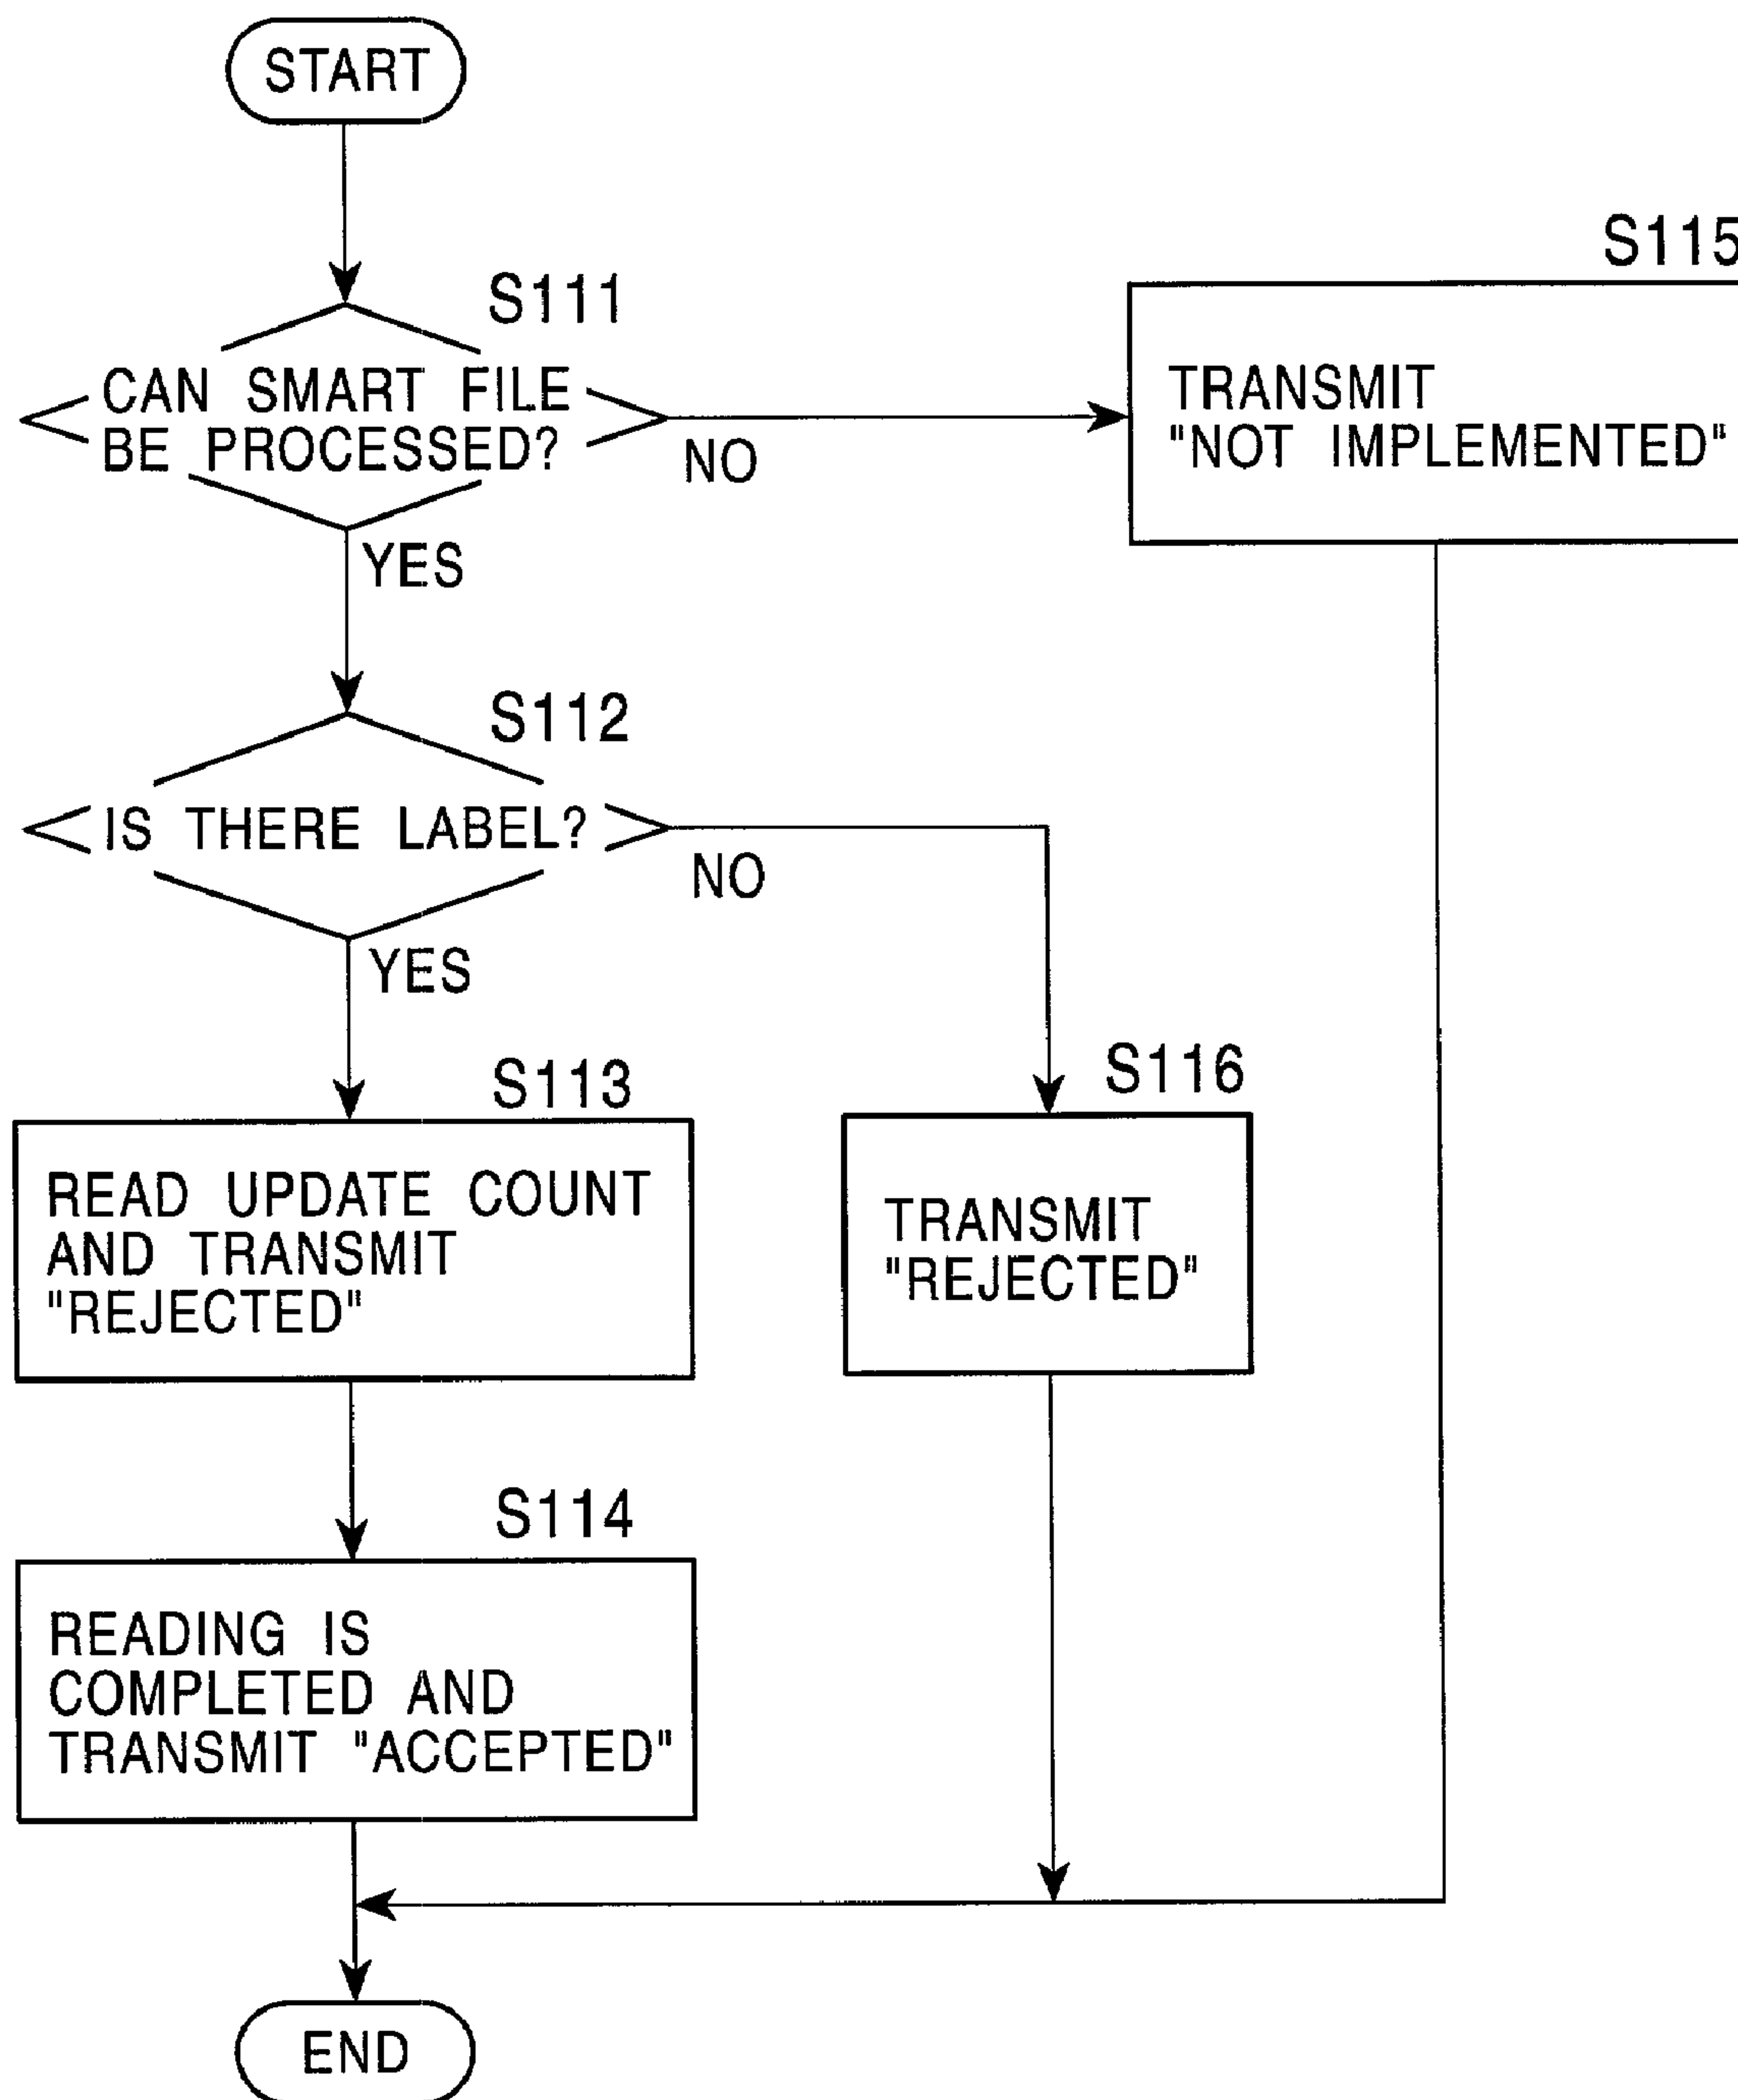 START
S111
CAN SMART FILE
BE PROCESSED?
NO
YES
S115
TRANSMIT
"NOT IMPLEMENTED"
S112
IS THERE LABEL?
NO
YES
S113
READ UPDATE COUNT
AND TRANSMIT
"REJECTED"
S116
TRANSMIT
"REJECTED"
S114
READING IS
COMPLETED AND
TRANSMIT "ACCEPTED"
END